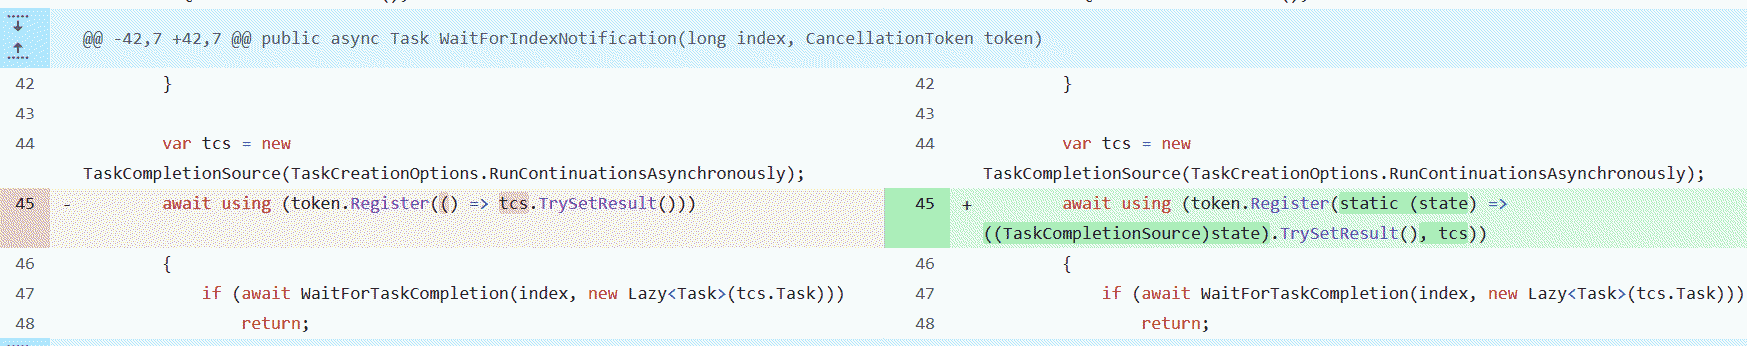 @@ -42,7 +42,7 @@ public async Task WaitForIndexNotification(long index, CancellationToken token)
42 }
43
44 var tcs = new
TaskCompletionSource(TaskCreationOptions.RunContinuationsAsynchronously);
45 - await using (token.Register(() => tcs.TrySetResult()))
46 {
47 if (await WaitForTaskCompletion(index, new Lazy<Task>(tcs.Task)))
48 return;
42 }
43
44 var tcs = new
TaskCompletionSource(TaskCreationOptions.RunContinuationsAsynchronously);
45 + await using (token.Register(static (state) =>
((TaskCompletionSource)state).TrySetResult(), tcs))
46 {
47 if (await WaitForTaskCompletion(index, new Lazy<Task>(tcs.Task)))
48 return;